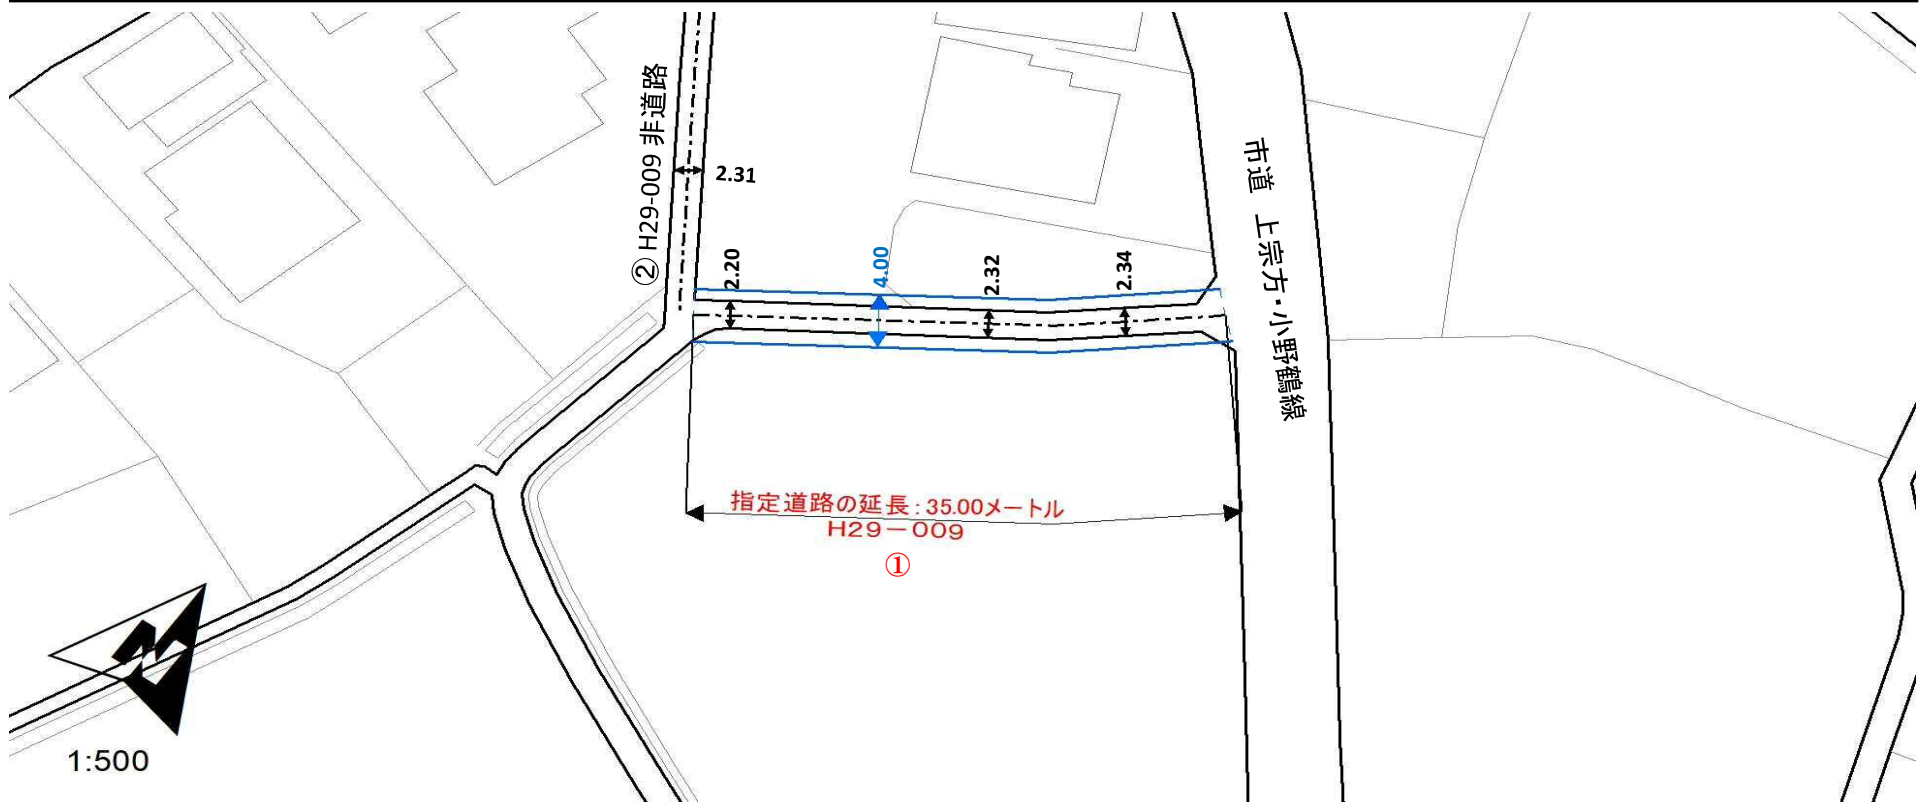 ② H29-009 非道路
2.31
市道 上宗方・小野鶴線
2.20
4.00
2.32
2.34
指定道路の延長：35.00メートル
H29－009
①
1:500